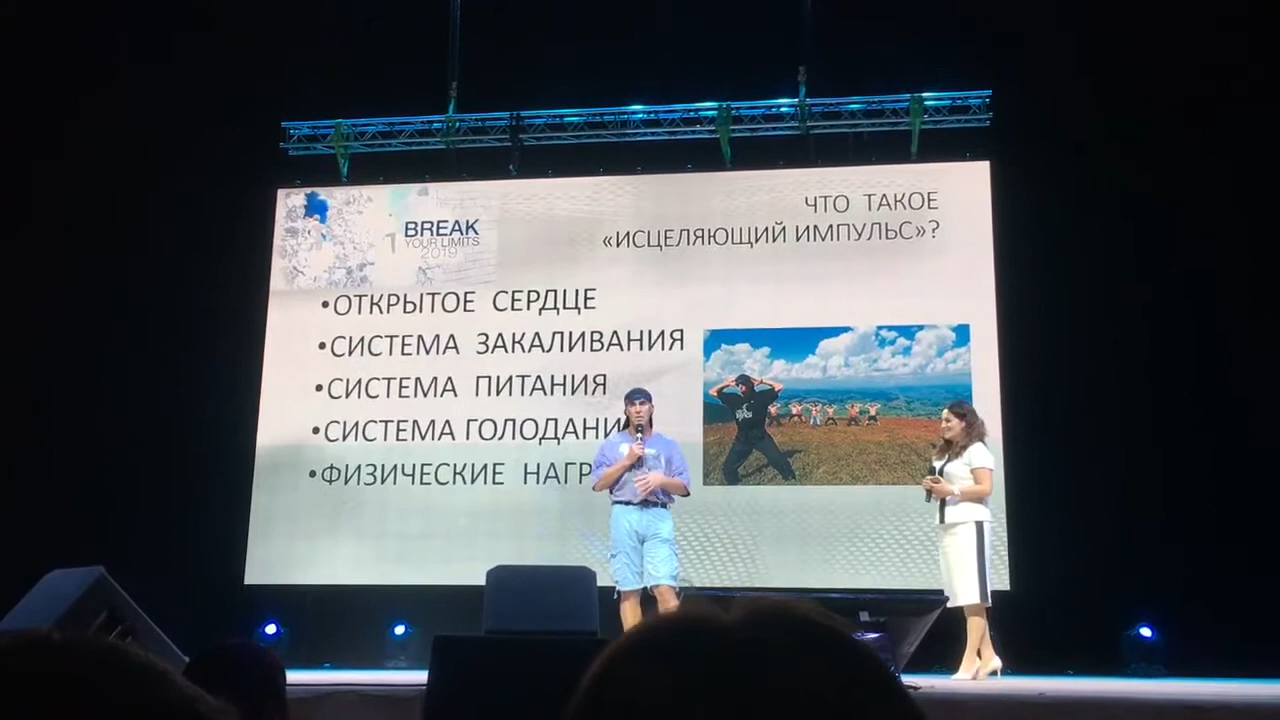 BREAK
YOUR LIMITS
2019
ЧТО ТАКОЕ
«ИСЦЕЛЯЮЩИЙ ИМПУЛЬС»?
•ОТКРЫТОЕ СЕРДЦЕ
•СИСТЕМА ЗАКАЛИВАНИЯ
•СИСТЕМА ПИТАНИЯ
•СИСТЕМА ГОЛОДАНИ
•ФИЗИЧЕСКИЕ НАГР